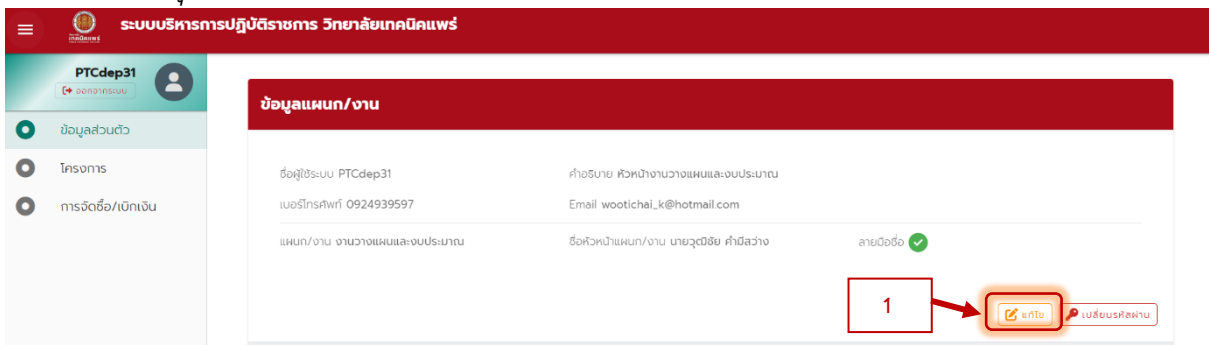 ระบบบริหารการปฏิบัติราชการ วิทยาลัยเทคนิคแพร่
PTCdep31
ออกจากระบบ
ข้อมูลส่วนตัว
โครงการ
การจัดซื้อ/เบิกเงิน
ข้อมูลแผนก/งาน
ชื่อผู้ใช้ระบบ PTCdep31 คำอธิบาย หัวหน้างานวางแผนและงบประมาณ
เบอร์โทรศัพท์ 0924939597 Email wootichai_k@hotmail.com
แผนก/งาน งานวางแผนและงบประมาณ ชื่อหัวหน้าแผนก/งาน นายวุฒิชัย คำมีสว่าง ลายมือชื่อ
1
แก้ไข เปลี่ยนรหัสผ่าน